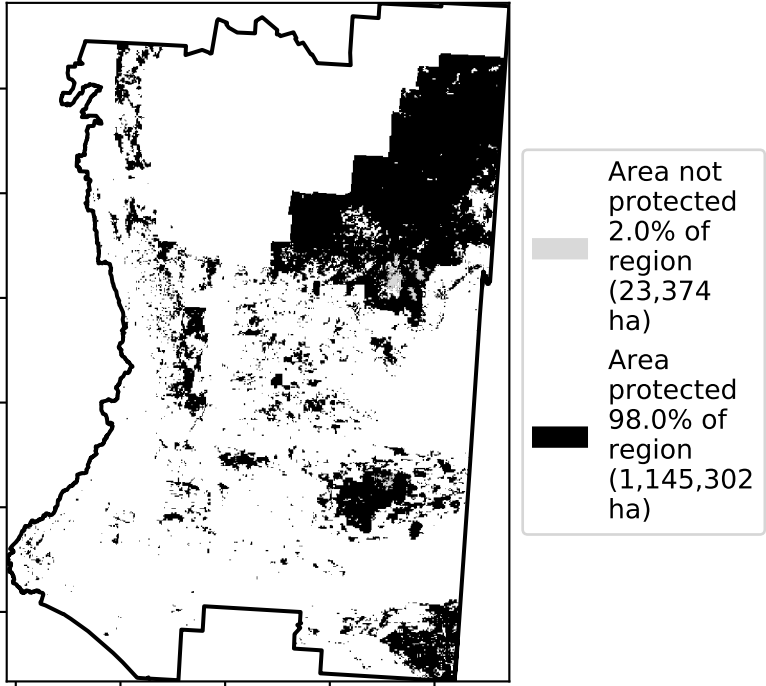 Area not
protected
2.0% of
region
(23,374
ha)
Area
protected
98.0% of
region
(1,145,302
ha)